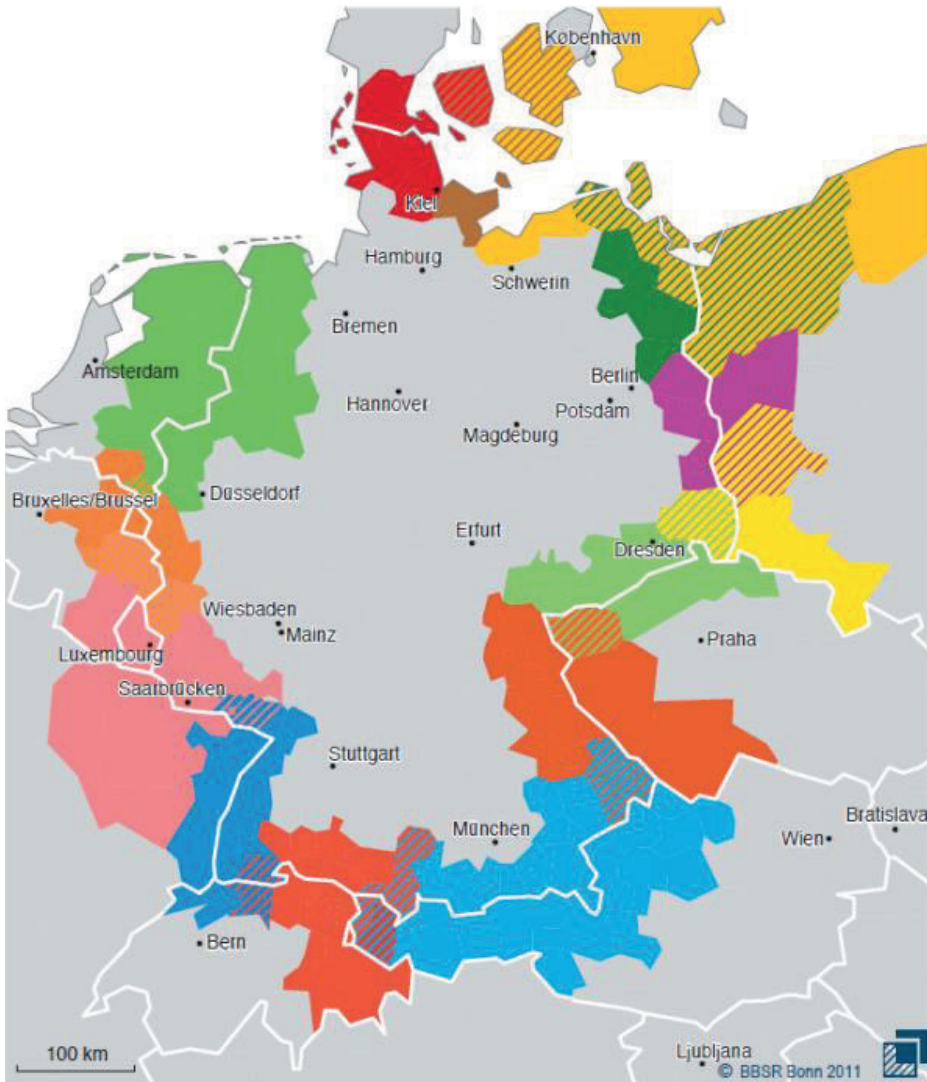 København
Kiel
Hamburg
Schwerin
Bremen
Amsterdam
Berlin
Hannover
Potsdam
Magdeburg
Düsseldorf
Bruxelles/Brüssel
Erfurt
Dresden
Wiesbaden
Mainz
Praha
Luxembourg
Saarbrücken
Stuttgart
München
Wien
Bratislava
Bern
100 km
Ljubljana
© BBSR Bonn 2011